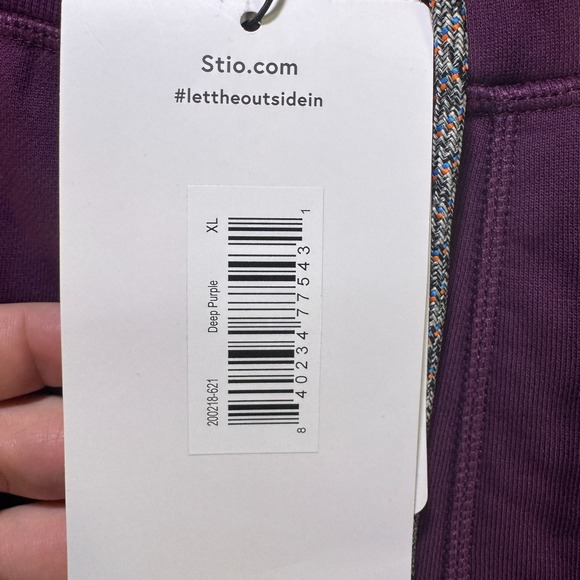 Stio.com
#lettheoutsidein
200218-621 Deep Purple XL
8 40234 77543 1